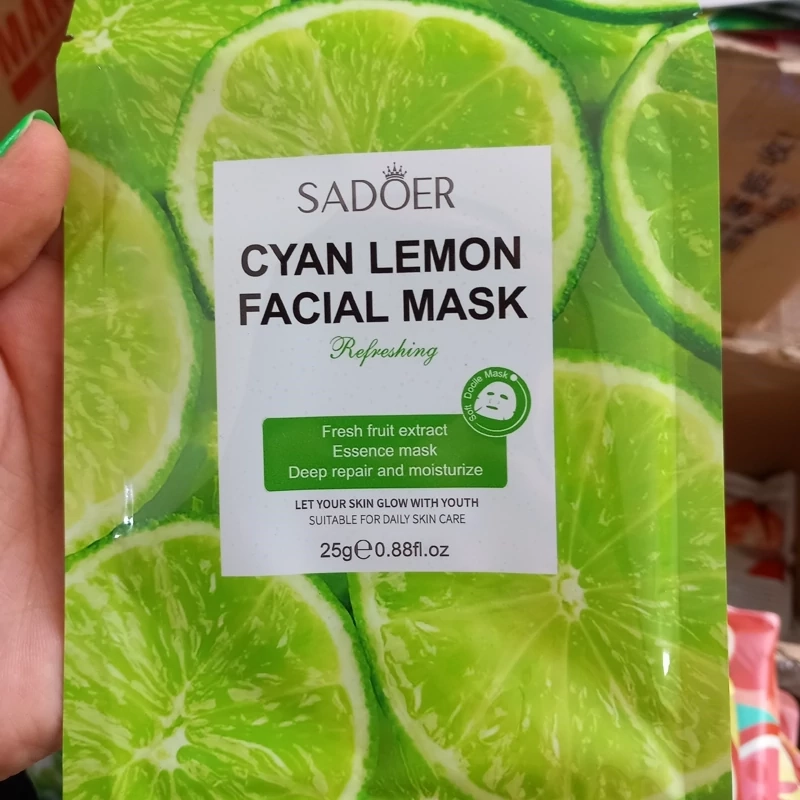 SADOER
CYAN LEMON
FACIAL MASK
Refreshing
Soft Docile Mask
Fresh fruit extract
Essence mask
Deep repair and moisturize
LET YOUR SKIN GLOW WITH YOUTH
SUITABLE FOR DAILY SKIN CARE
25g℮0.88fl.oz